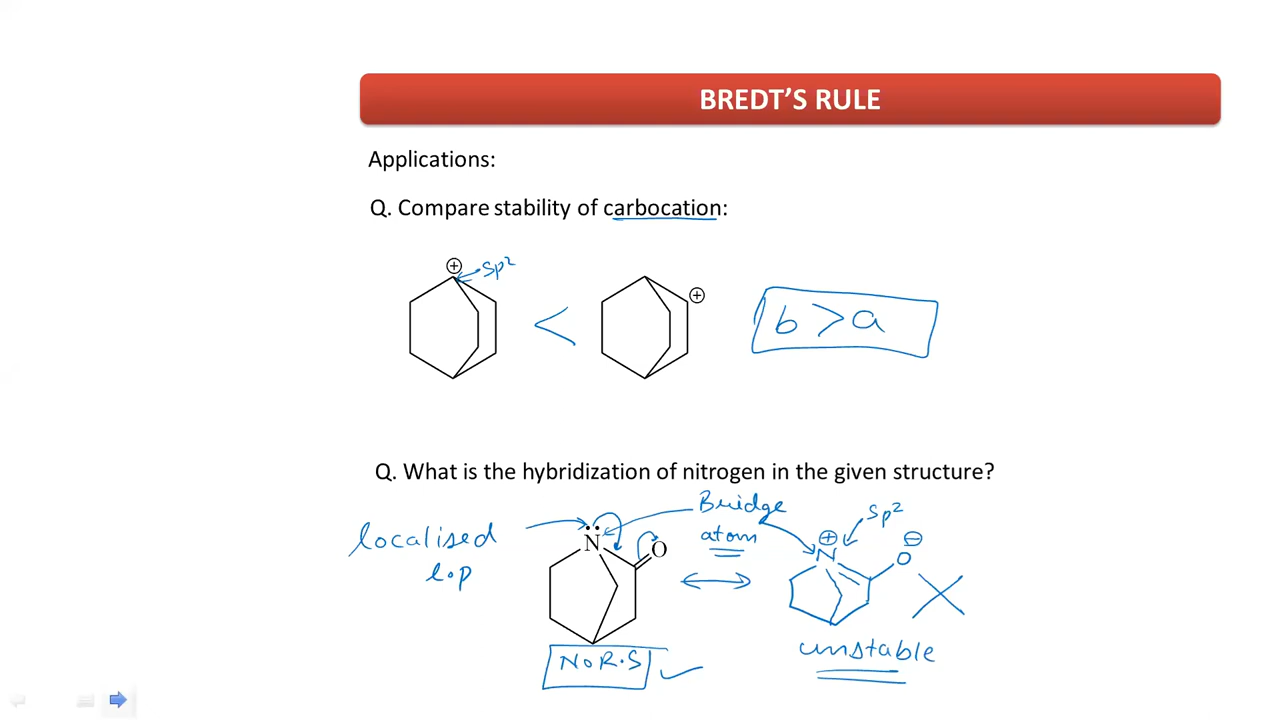 BREDT’S RULE
Applications:
Q. Compare stability of carbocation:
⊕ sp²
< ⊕ b > a
Q. What is the hybridization of nitrogen in the given structure?
Bridge
atom
localised
l.p
N O
⊕ sp²
N O ⊖
No R.S
unstable